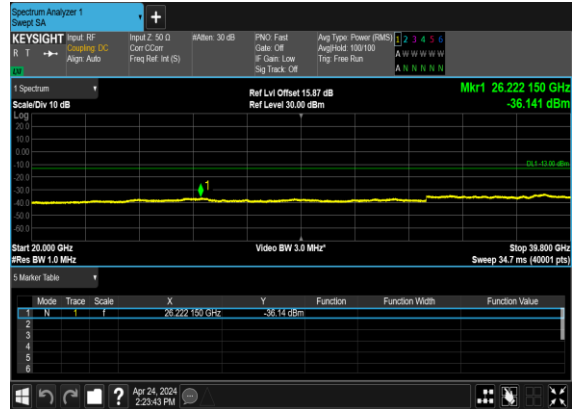 Spectrum Analyzer 1
Swept SA
+
KEYSIGHT
R T
Input: RF
Coupling: DC
Align: Auto
Input Z: 50 Ω
Corr CCorr
Freq Ref: Int (S)
#Atten: 30 dB
PNO: Fast
Gate: Off
IF Gain: Low
Sig Track: Off
Avg Type: Power (RMS)
Avg|Hold: 100/100
Trig: Free Run
1 2 3 4 5 6
A W W W W W
A N N N N N
1 Spectrum
Scale/Div 10 dB
Ref Lvl Offset 15.87 dB
Ref Level 30.00 dBm
Mkr1 26.222 150 GHz
-36.141 dBm
Log
20.0
10.0
0.00
-10.0
-20.0
-30.0
-40.0
-50.0
-60.0
DL1 -13.00 dBm
1
Start 20.000 GHz
#Res BW 1.0 MHz
Video BW 3.0 MHz*
Stop 39.800 GHz
Sweep 34.7 ms (40001 pts)
5 Marker Table
Mode Trace Scale X Y Function Function Width Function Value
1 N 1 f 26.222 150 GHz -36.14 dBm
2
3
4
5
6
?
Apr 24, 2024
2:23:43 PM